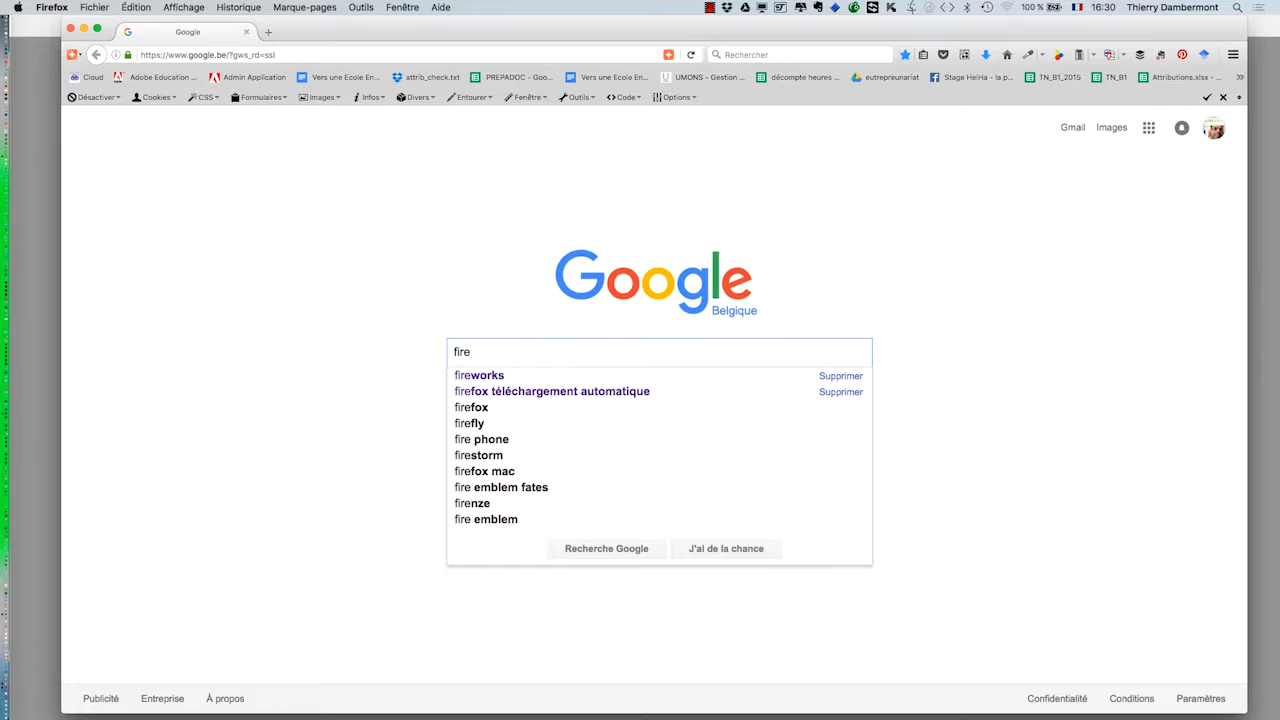 Firefox Fichier Édition Affichage Historique Marque-pages Outils Fenêtre Aide 100 % 16:30 Thierry Dambermont
Google
https://www.google.be/?gws_rd=ssl Rechercher
Cloud Adobe Education ... Admin Application Vers une Ecole En... attrib_check.txt PREPADOC - Goo... Vers une Ecole En... UMONS - Gestion ... décompte heures ... eutrepreunariat Stage HelHa - la p... TN_B1_2015 TN_B1 Attributions.xlsx - ...
Désactiver Cookies CSS Formulaires Images Infos Divers Entourer Fenêtre Outils Code Options
Gmail Images
Google
Belgique
fire
fireworks Supprimer
firefox téléchargement automatique Supprimer
firefox
firefly
fire phone
firestorm
firefox mac
fire emblem fates
firenze
fire emblem
Recherche Google J'ai de la chance
Publicité Entreprise À propos Confidentialité Conditions Paramètres